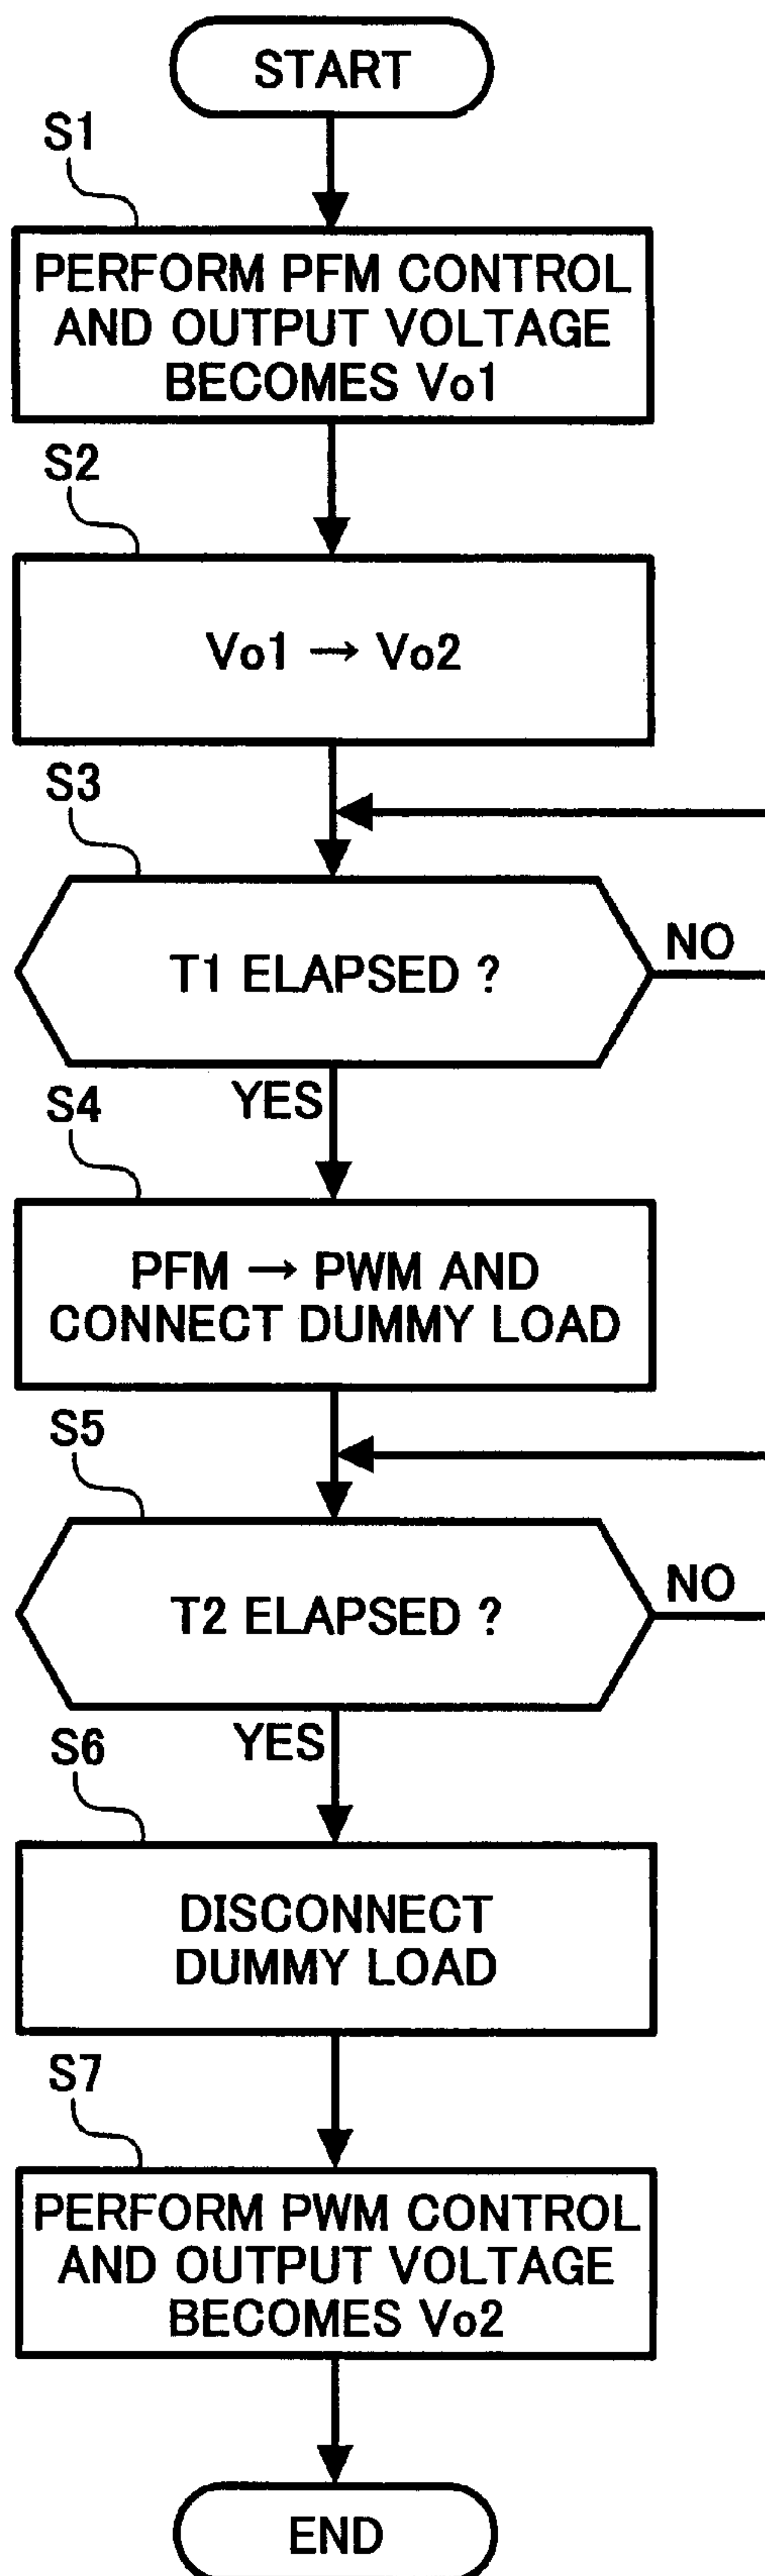 START
S1
PERFORM PFM CONTROL
AND OUTPUT VOLTAGE
BECOMES Vo1
S2
Vo1 → Vo2
S3
T1 ELAPSED ?
NO
YES
S4
PFM → PWM AND
CONNECT DUMMY LOAD
S5
T2 ELAPSED ?
NO
YES
S6
DISCONNECT
DUMMY LOAD
S7
PERFORM PWM CONTROL
AND OUTPUT VOLTAGE
BECOMES Vo2
END